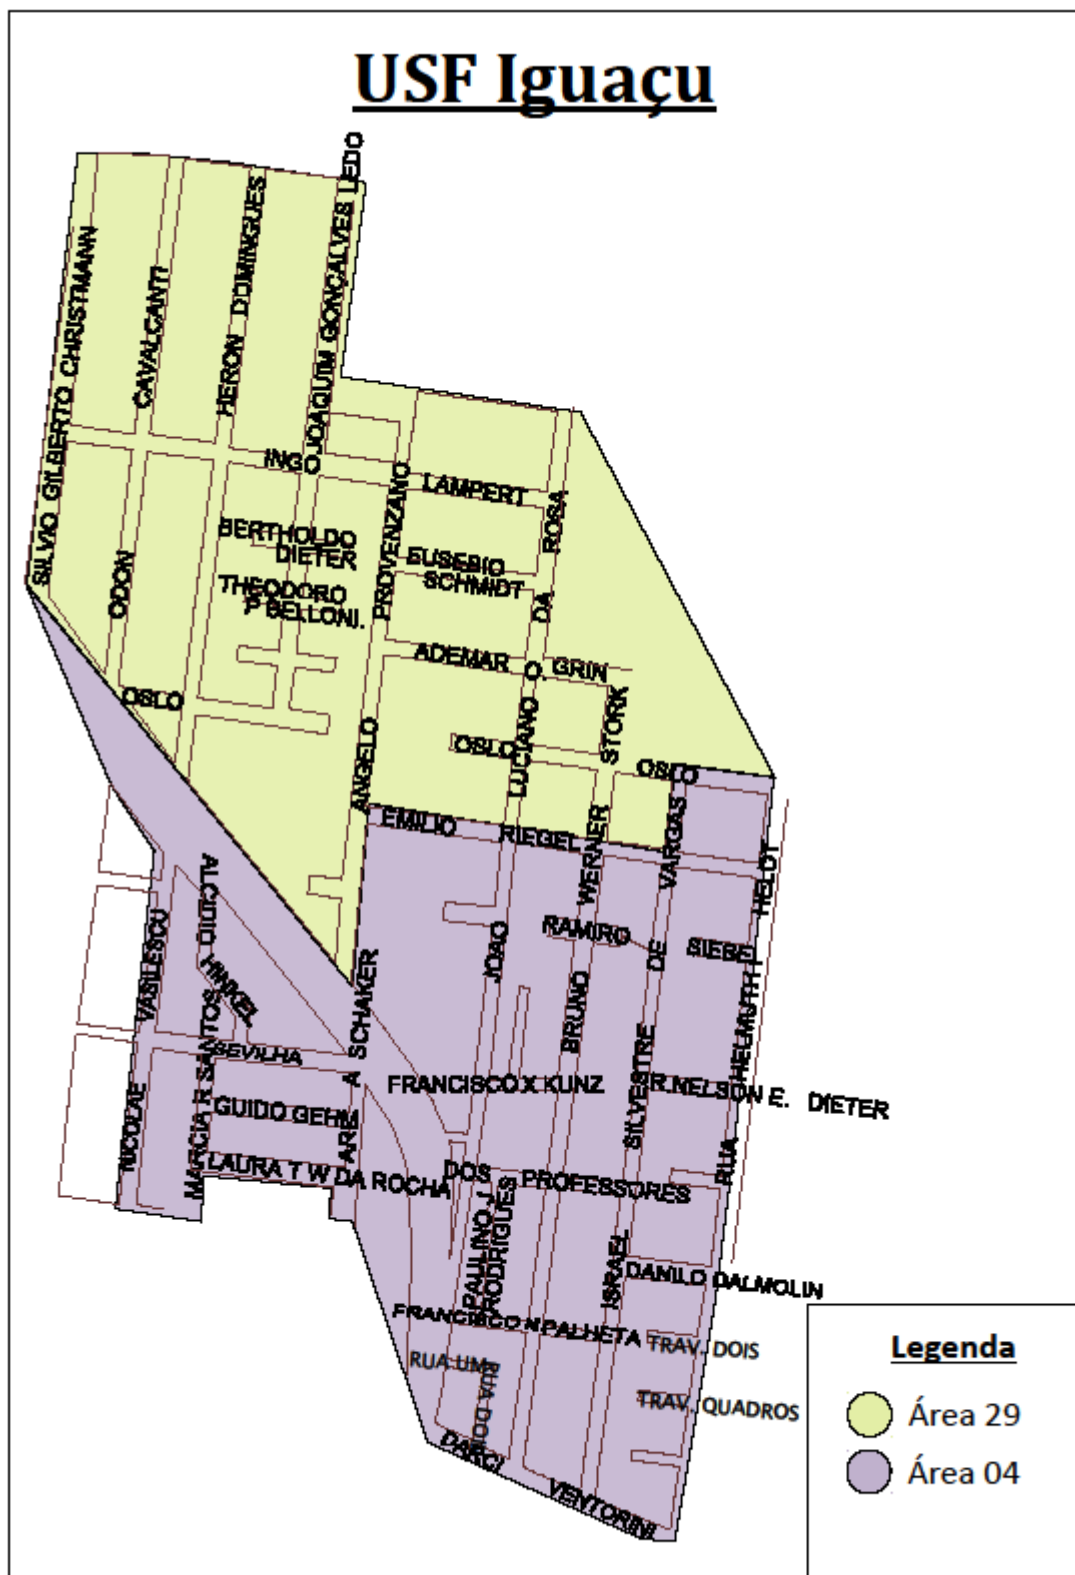 USF Iguaçu
SILVIO GILBERTO CHRISTMANN
ODON CAVALCANTI
HERON DOMINGUES
JOAQUIM GONCALVES LEDO
INGO LAMPERT
BERTHOLDO
DIETER
THEODORO
P BELLONI.
ANGELO PROVENZANO
EUSEBIO
SCHMIDT
JOAO LUCIANO DA ROSA
ADEMAR O. GRIN
OSLO
OSLO
OSLO
BRUNO WERNER STORK
EMILIO RIEGEL
ISRAEL SILVESTRE DE VARGAS
RUA HELMUTH HELDT
RAMIRO SIEBEL
ALCIDIO HINKEL
NICOLAE VASILESCU
MARCIA R SANTOS
SEVILHA
GUIDO GEHM
LAURA T W DA ROCHA
ARE A SCHAKER
FRANCISCO X KUNZ
R.NELSON E. DIETER
DOS PROFESSORES
PAULINO J.
RODRIGUES
DANILO DALMOLIN
FRANCISCO N PALHETA
TRAV. DOIS
RUA UM
RUA DOIS
TRAV. QUADROS
DARCI VENTORINI
Legenda
Área 29
Área 04